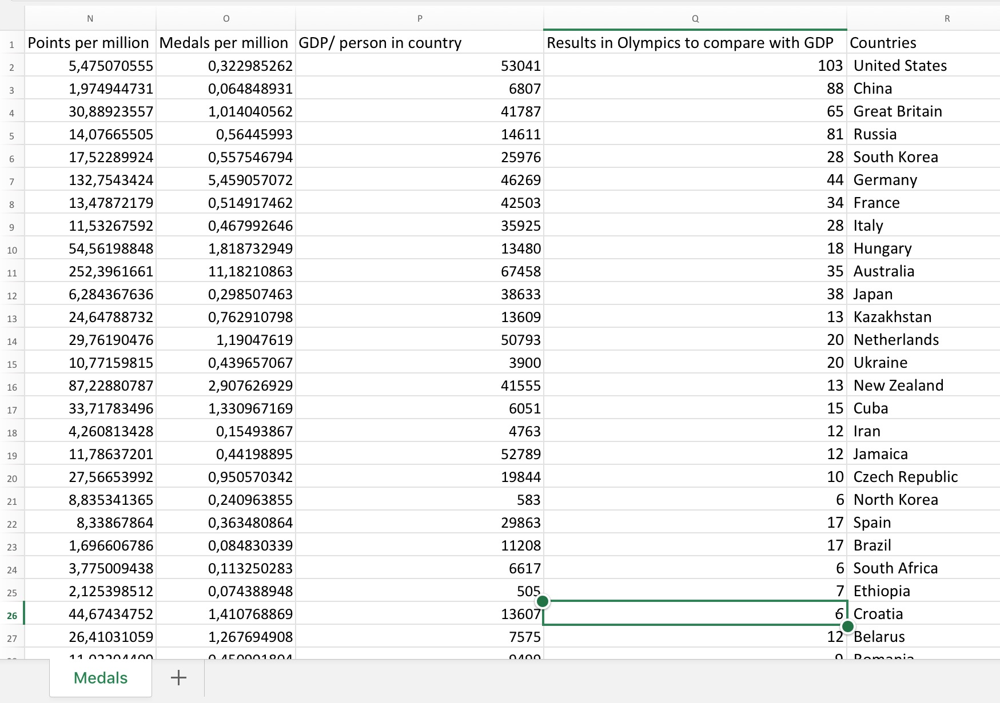 N O P Q R
1 Points per million Medals per million GDP/ person in country Results in Olympics to compare with GDP Countries
2 5,475070555 0,322985262 53041 103 United States
3 1,974944731 0,064848931 6807 88 China
4 30,88923557 1,014040562 41787 65 Great Britain
5 14,07665505 0,56445993 14611 81 Russia
6 17,52289924 0,557546794 25976 28 South Korea
7 132,7543424 5,459057072 46269 44 Germany
8 13,47872179 0,514917462 42503 34 France
9 11,53267592 0,467992646 35925 28 Italy
10 54,56198848 1,818732949 13480 18 Hungary
11 252,3961661 11,18210863 67458 35 Australia
12 6,284367636 0,298507463 38633 38 Japan
13 24,64788732 0,762910798 13609 13 Kazakhstan
14 29,76190476 1,19047619 50793 20 Netherlands
15 10,77159815 0,439657067 3900 20 Ukraine
16 87,22880787 2,907626929 41555 13 New Zealand
17 33,71783496 1,330967169 6051 15 Cuba
18 4,260813428 0,15493867 4763 12 Iran
19 11,78637201 0,44198895 52789 12 Jamaica
20 27,56653992 0,950570342 19844 10 Czech Republic
21 8,835341365 0,240963855 583 6 North Korea
22 8,33867864 0,363480864 29863 17 Spain
23 1,696606786 0,084830339 11208 17 Brazil
24 3,775009438 0,113250283 6617 6 South Africa
25 2,125398512 0,074388948 505 7 Ethiopia
26 44,67434752 1,410768869 13607 6 Croatia
27 26,41031059 1,267694908 7575 12 Belarus
Romania
Medals +